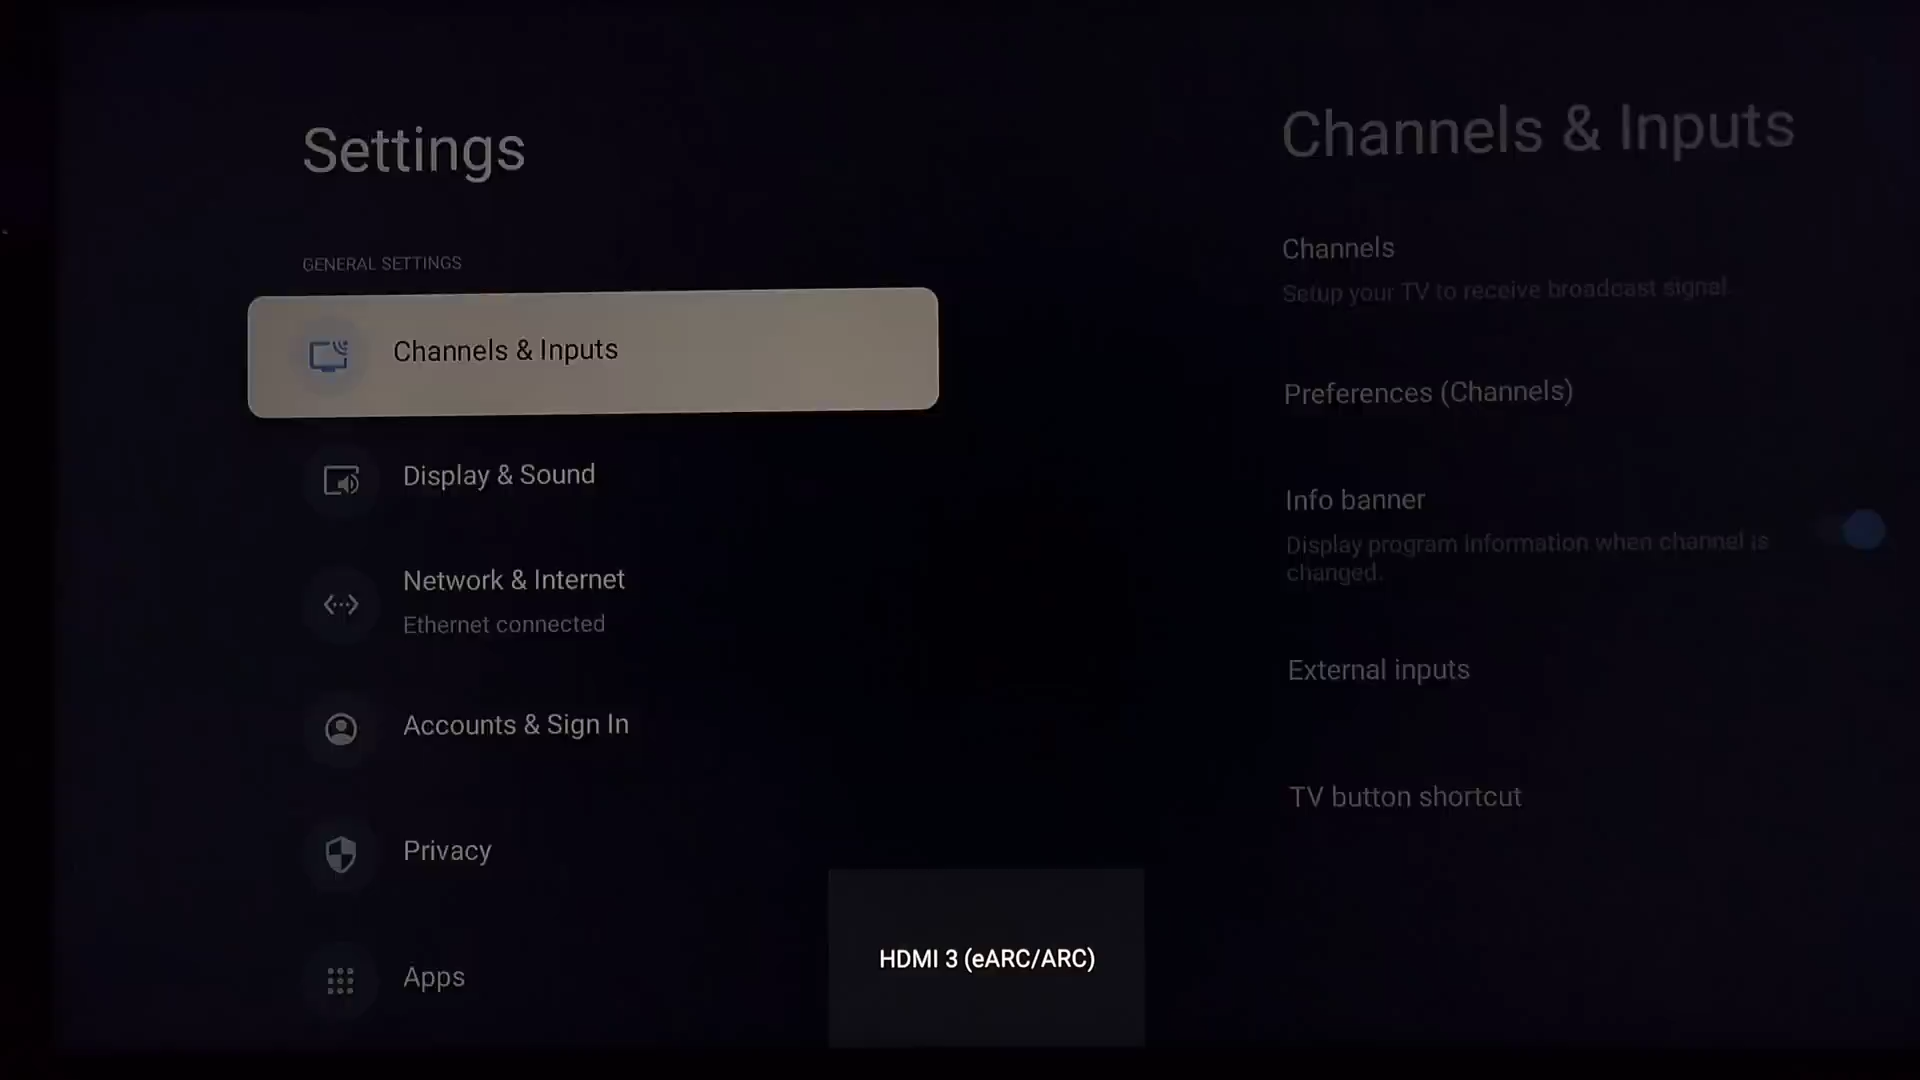 Settings
GENERAL SETTINGS
Channels & Inputs
Display & Sound
Network & Internet
Ethernet connected
Accounts & Sign In
Privacy
Apps
Channels & Inputs
Channels
Setup your TV to receive broadcast signal.
Preferences (Channels)
Info banner
Display program information when channel is
changed.
External inputs
TV button shortcut
HDMI 3 (eARC/ARC)